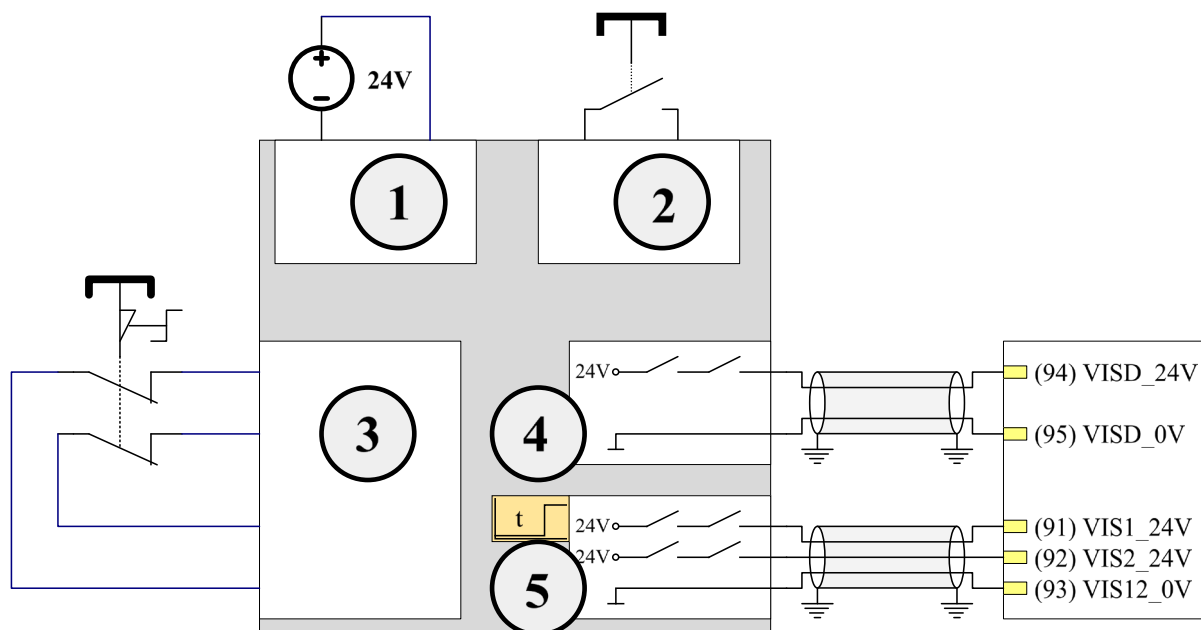 24V
1
2
3
4
24V
(94) VISD_24V
(95) VISD_0V
t
5
24V
24V
(91) VIS1_24V
(92) VIS2_24V
(93) VIS12_0V